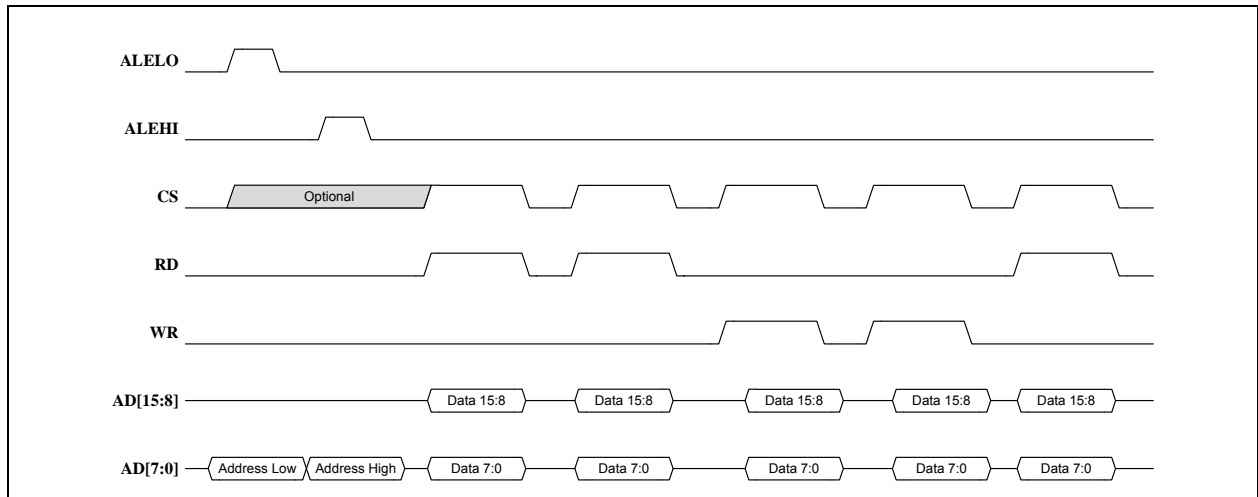 ALELO
ALEHI
CS Optional
RD
WR
AD[15:8] Data 15:8 Data 15:8 Data 15:8 Data 15:8 Data 15:8
AD[7:0] Address Low Address High Data 7:0 Data 7:0 Data 7:0 Data 7:0 Data 7:0